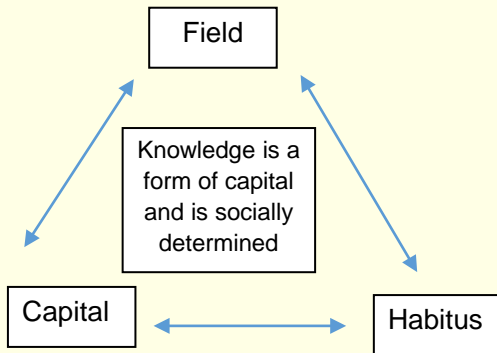 Field
Knowledge is a
form of capital
and is socially
determined
Capital
Habitus